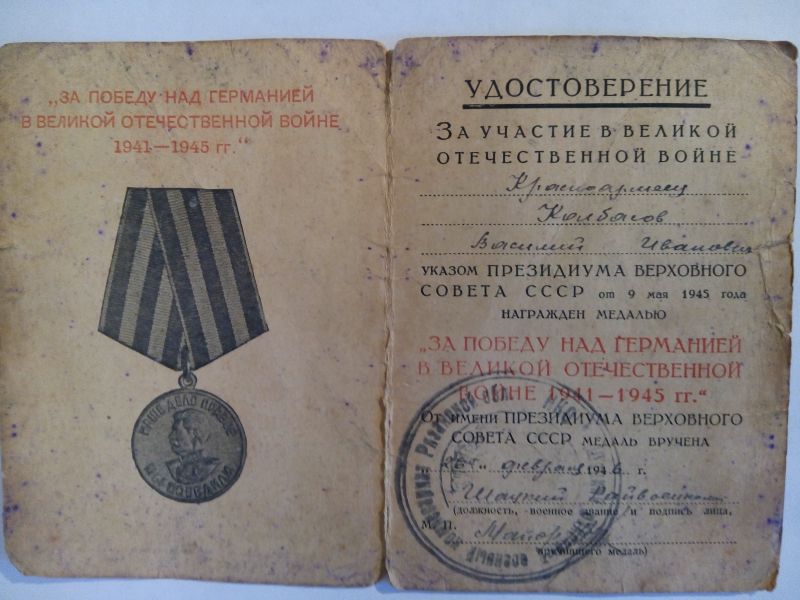 „ЗА ПОБЕДУ НАД ГЕРМАНИЕЙ
В ВЕЛИКОЙ ОТЕЧЕСТВЕННОЙ ВОЙНЕ
1941—1945 гг.“
НАШЕ ДЕЛО ПРАВОЕ
МЫ ПОБЕДИЛИ
УДОСТОВЕРЕНИЕ
ЗА УЧАСТИЕ В ВЕЛИКОЙ
ОТЕЧЕСТВЕННОЙ ВОЙНЕ
Красноармеец
Колбасов
Василий Иванович
УКАЗОМ ПРЕЗИДИУМА ВЕРХОВНОГО
СОВЕТА СССР от 9 мая 1945 года
НАГРАЖДЕН МЕДАЛЬЮ
„ЗА ПОБЕДУ НАД ГЕРМАНИЕЙ
В ВЕЛИКОЙ ОТЕЧЕСТВЕННОЙ
ВОЙНЕ 1941—1945 гг.“
ОТ ИМЕНИ ПРЕЗИДИУМА ВЕРХОВНОГО
СОВЕТА СССР МЕДАЛЬ ВРУЧЕНА
февраля 1946 г.
Шацкий Райвоенком
(должность, военное звание и подпись лица,
М. П. Майор
вручившего медаль)